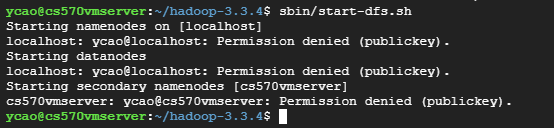 ycao@cs570vmserver:~/hadoop-3.3.4$ sbin/start-dfs.sh
Starting namenodes on [localhost]
localhost: ycao@localhost: Permission denied (publickey).
Starting datanodes
localhost: ycao@localhost: Permission denied (publickey).
Starting secondary namenodes [cs570vmserver]
cs570vmserver: ycao@cs570vmserver: Permission denied (publickey).
ycao@cs570vmserver:~/hadoop-3.3.4$